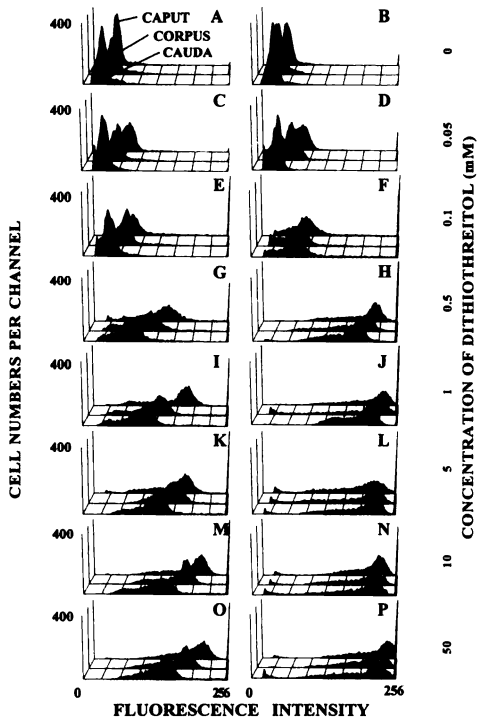 400
CAPUT
CORPUS
CAUDA
A
B
0
400
C
D
0.05
400
E
F
0.1
400
G
H
0.5
400
I
J
1
400
K
L
5
400
M
N
10
400
O
P
50
0
256
0
256
FLUORESCENCE INTENSITY
CELL NUMBERS PER CHANNEL
CONCENTRATION OF DITHIOTHREITOL (mM)